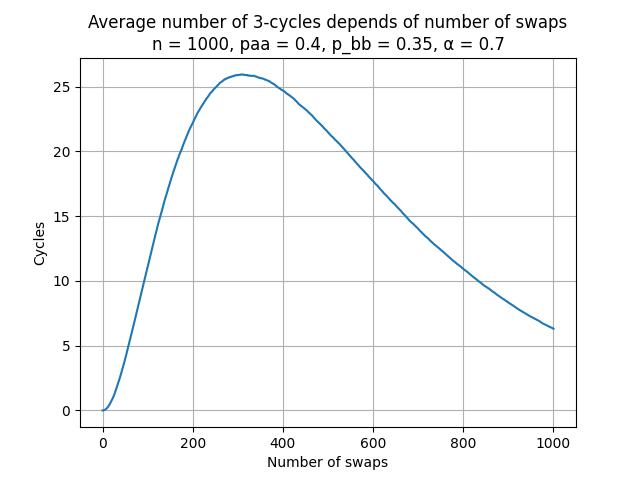 Average number of 3-cycles depends of number of swaps
n = 1000, paa = 0.4, p_bb = 0.35, α = 0.7
Cycles
25
20
15
10
5
0
0 200 400 600 800 1000
Number of swaps